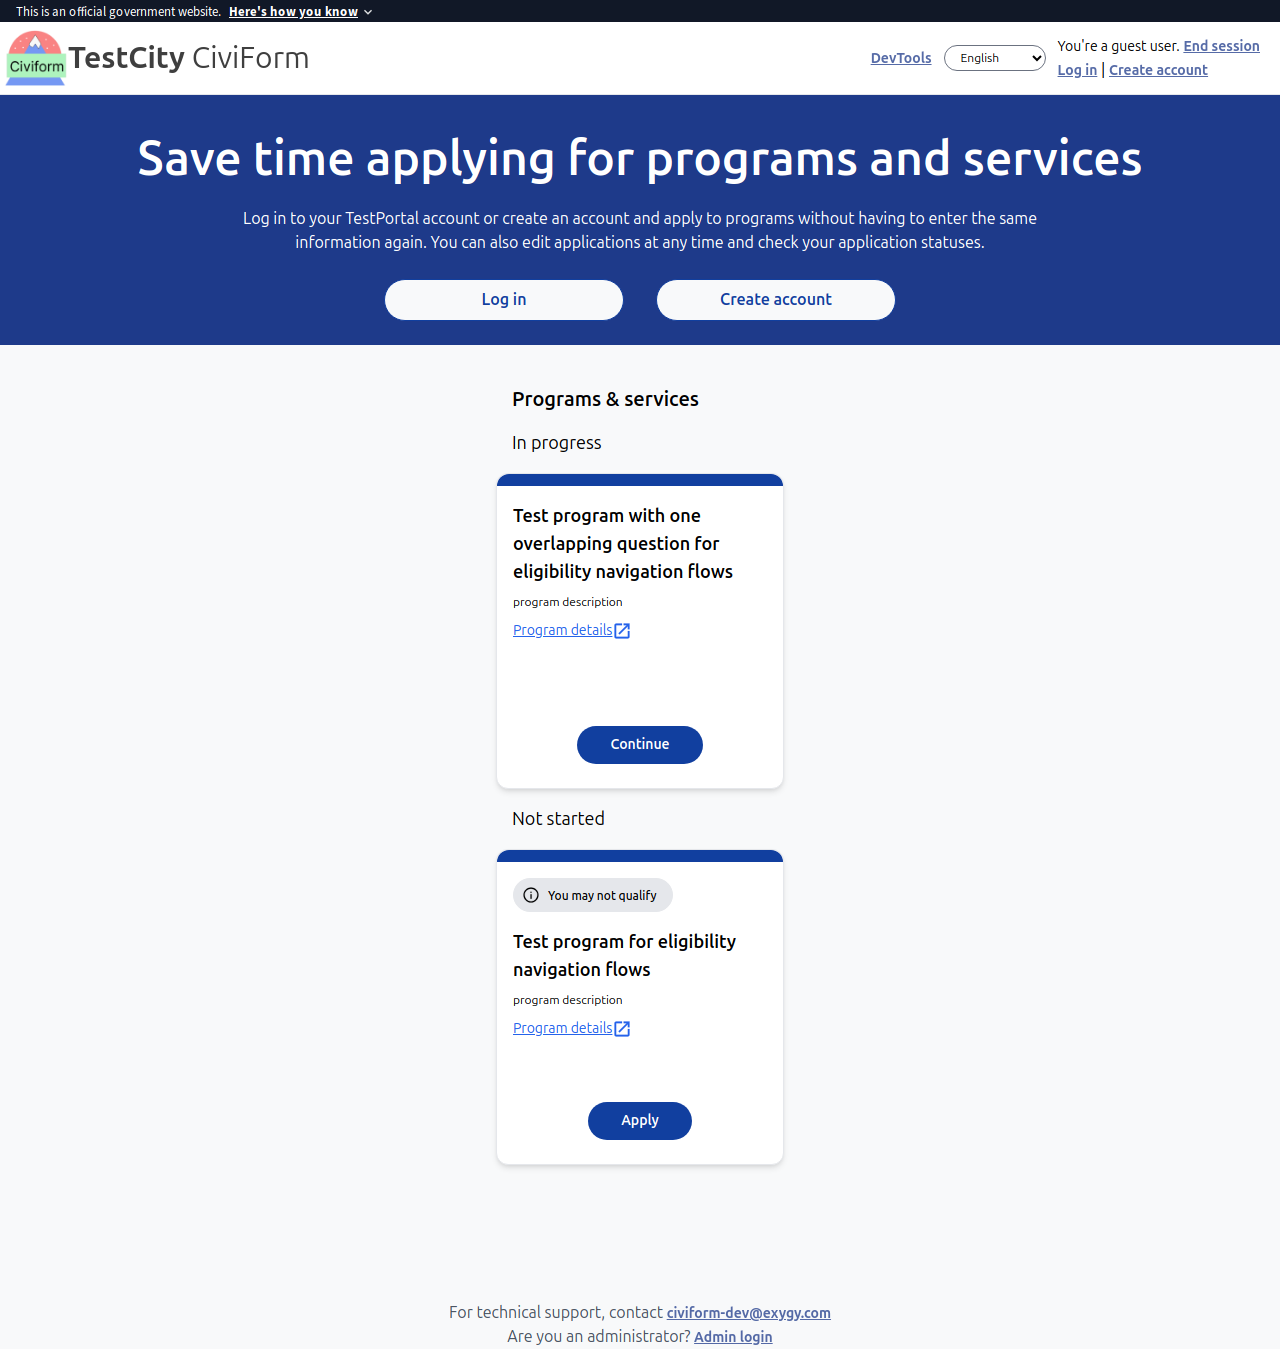 This is an official government website. Here's how you know
Civiform
TestCity CiviForm
DevTools
English
You're a guest user. End session
Log in | Create account
Save time applying for programs and services
Log in to your TestPortal account or create an account and apply to programs without having to enter the same
information again. You can also edit applications at any time and check your application statuses.
Log in
Create account
Programs & services
In progress
Test program with one
overlapping question for
eligibility navigation flows
program description
Program details
Continue
Not started
You may not qualify
Test program for eligibility
navigation flows
program description
Program details
Apply
For technical support, contact civiform-dev@exygy.com
Are you an administrator? Admin login